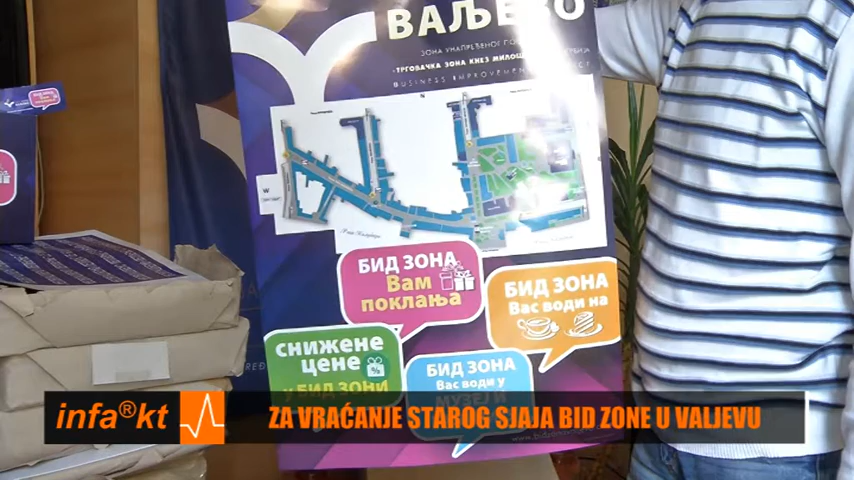 ВАЉЕВО
ЗОНА УНАПРЕЂЕНОГ
ТРГОВАЧКА ЗОНА КНЕЗ МИЛОШ
BUSINESS IMPROVEMENT
W
БИД ЗОНА
Вам
поклања
БИД ЗОНА
Вас води на
СНИЖЕНЕ
ЦЕНЕ
%
у БИД ЗОНИ
БИД ЗОНА
Вас води у
МУЗЕЈ И
infa®kt
ZA VRAĆANJE STAROG SJAJA BID ZONE U VALJEVU